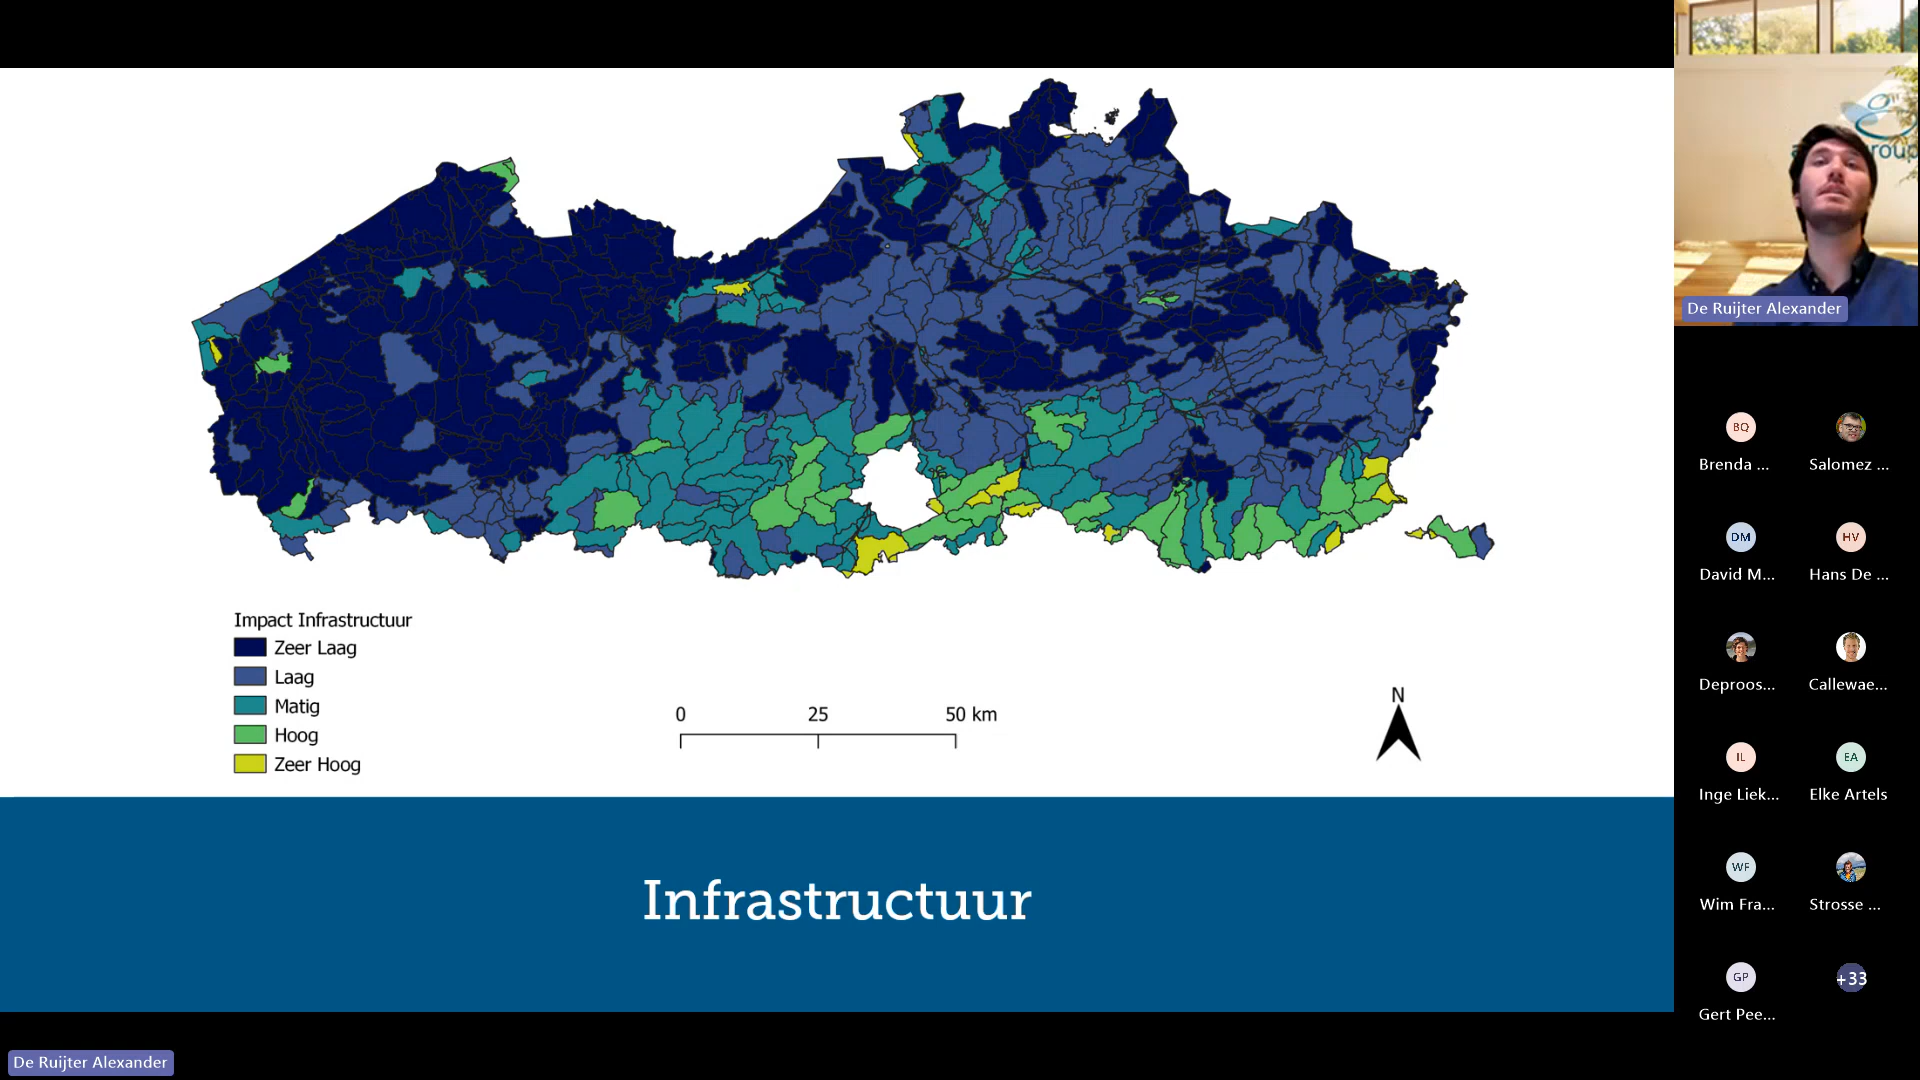 Impact Infrastructuur
Zeer Laag
Laag
Matig
Hoog
Zeer Hoog
0 25 50 km
N
Infrastructuur
De Ruijter Alexander
group
De Ruijter Alexander
BQ
Brenda ...
Salomez ...
DM
David M...
HV
Hans De ...
Deproos...
Callewae...
IL
Inge Liek...
EA
Elke Artels
WF
Wim Fra...
Strosse ...
GP
Gert Pee...
+33